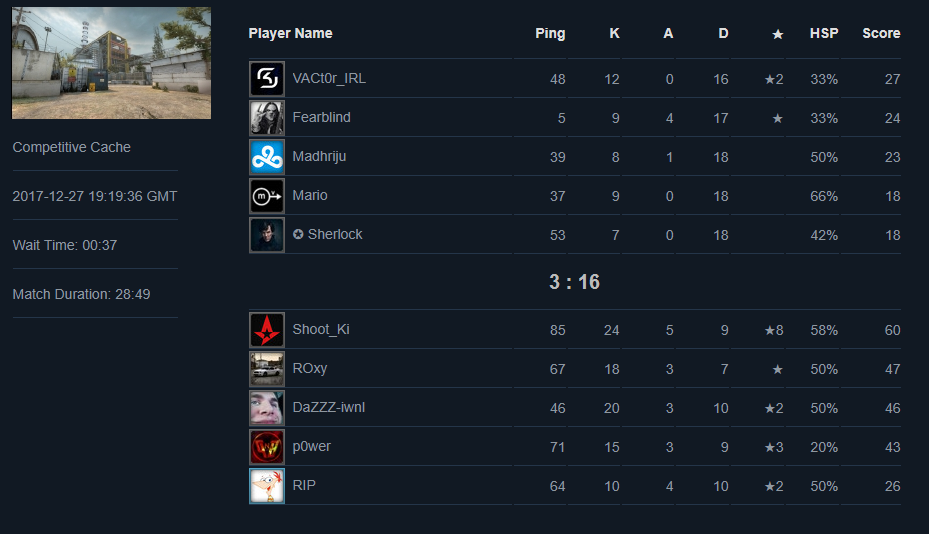 Competitive Cache
2017-12-27 19:19:36 GMT
Wait Time: 00:37
Match Duration: 28:49
Player Name Ping K A D ★ HSP Score
VACt0r_IRL 48 12 0 16 ★2 33% 27
Fearblind 5 9 4 17 ★ 33% 24
Madhriju 39 8 1 18 50% 23
Mario 37 9 0 18 66% 18
✪ Sherlock 53 7 0 18 42% 18
3 : 16
Shoot_Ki 85 24 5 9 ★8 58% 60
ROxy 67 18 3 7 ★ 50% 47
DaZZZ-iwnl 46 20 3 10 ★2 50% 46
p0wer 71 15 3 9 ★3 20% 43
RIP 64 10 4 10 ★2 50% 26